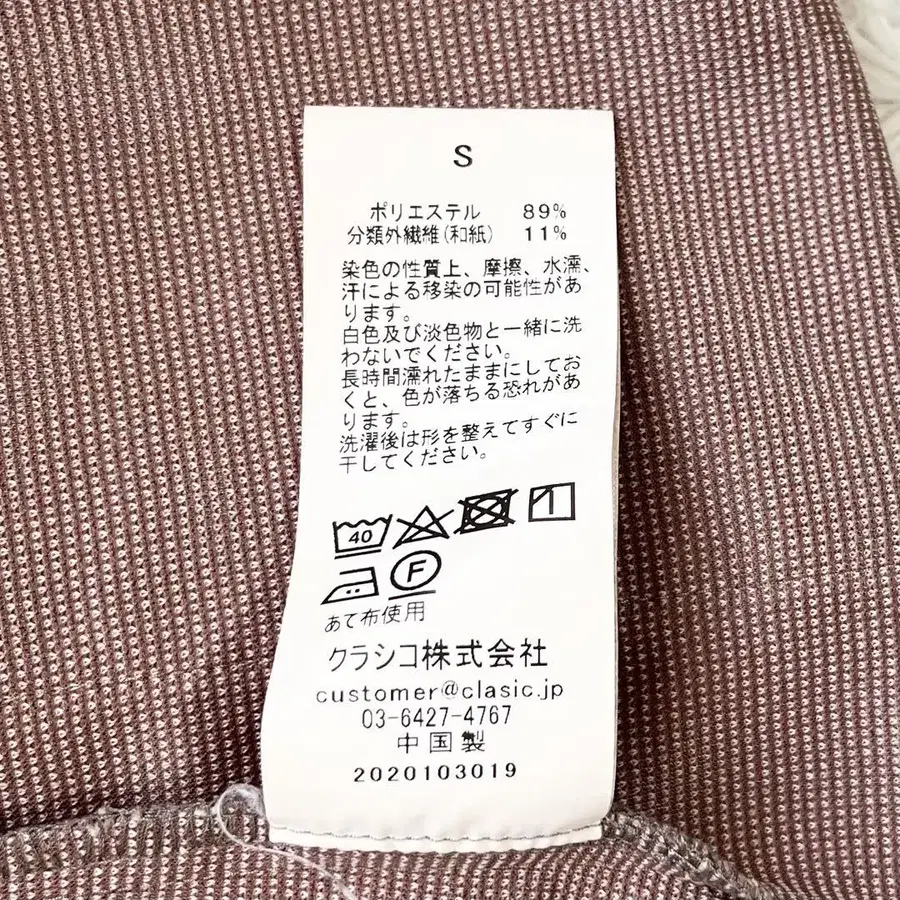 S
ポリエステル 89%
分類外繊維(和紙) 11%
染色の性質上、摩擦、水濡、
汗による移染の可能性があ
ります。
白色及び淡色物と一緒に洗
わないでください。
長時間濡れたままにしてお
くと、色が落ちる恐れがあ
ります。
洗濯後は形を整えてすぐに
干してください。
40
F
あて布使用
クラシコ株式会社
customer@clasic.jp
03-6427-4767
中国製
2020103019